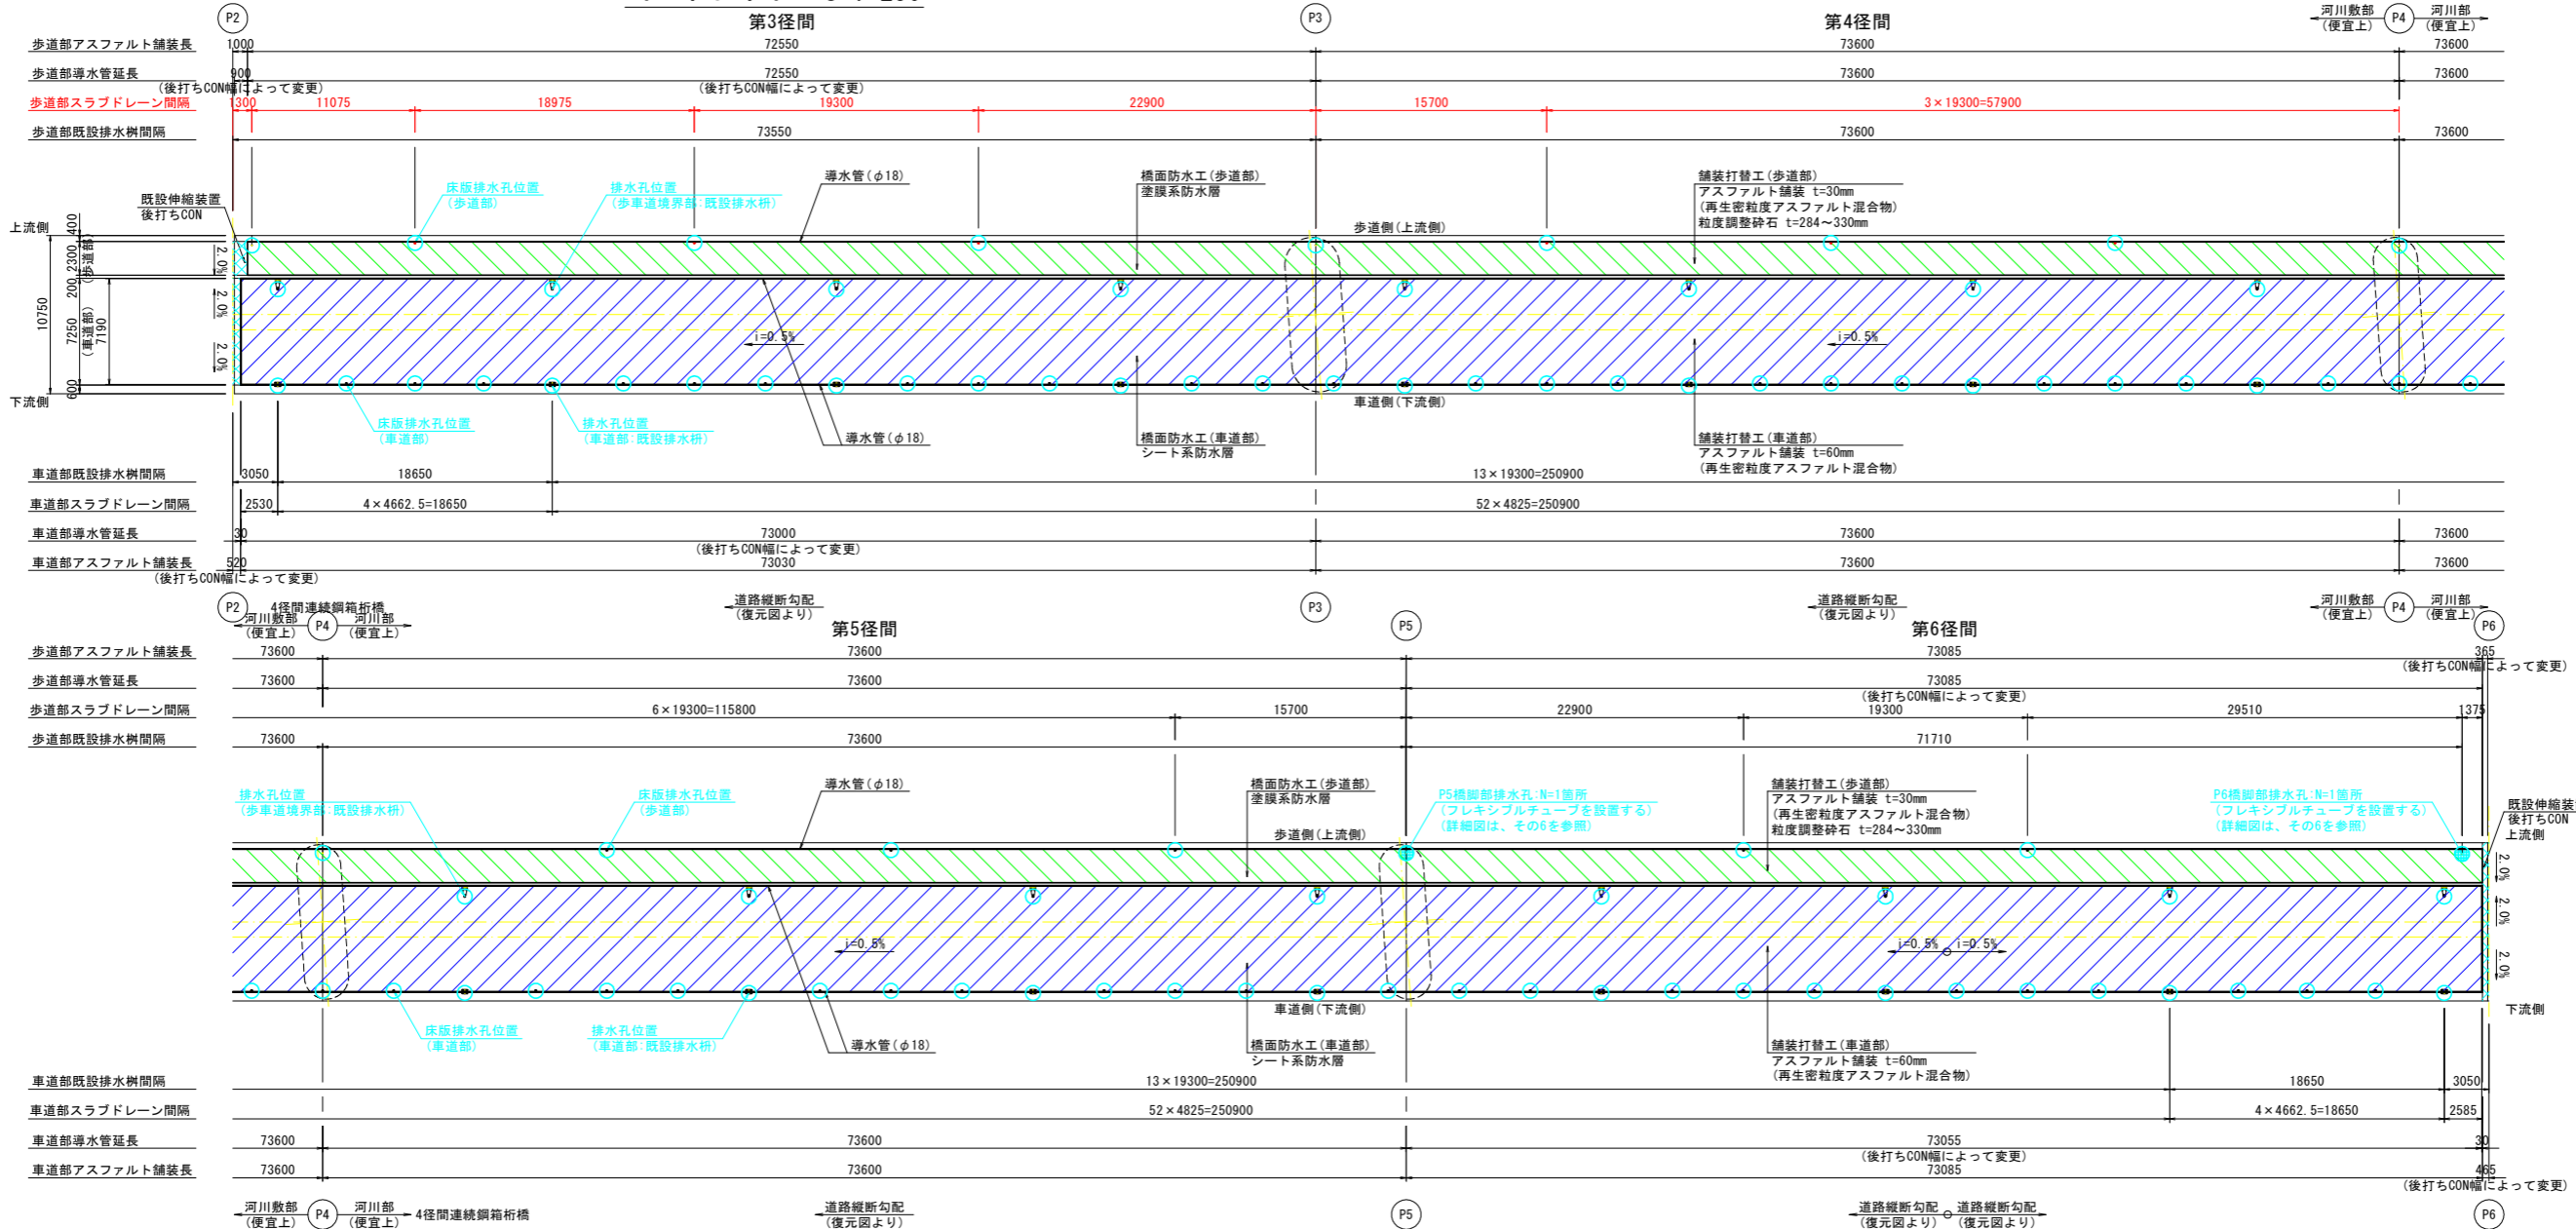 P2
第3径間
P3
第4径間
河川敷部
(便宜上)
P4
河川部
(便宜上)
歩道部アスファルト舗装長
1000
72550
73600
73600
歩道部導水管延長
900
(後打ちCON幅によって変更)
72550
(後打ちCON幅によって変更)
73600
73600
歩道部スラブドレーン間隔
1300
11075
18975
19300
22900
15700
3×19300=57900
歩道部既設排水桝間隔
73550
73600
73600
既設伸縮装置
後打ちCON
床版排水孔位置
(歩道部)
排水孔位置
(歩車道境界部:既設排水枡)
導水管(φ18)
橋面防水工(歩道部)
塗膜系防水層
舗装打替工(歩道部)
アスファルト舗装 t=30mm
(再生密粒度アスファルト混合物)
粒度調整砕石 t=284～330mm
上流側
歩道側(上流側)
400
2300
(歩道部)
200
10750
7250
(車道部)
7190
600
2.0%
2.0%
2.0%
i=0.5%
i=0.5%
下流側
車道側(下流側)
床版排水孔位置
(車道部)
排水孔位置
(車道部:既設排水枡)
導水管(φ18)
橋面防水工(車道部)
シート系防水層
舗装打替工(車道部)
アスファルト舗装 t=60mm
(再生密粒度アスファルト混合物)
車道部既設排水桝間隔
3050
18650
13×19300=250900
車道部スラブドレーン間隔
2530
4×4662.5=18650
52×4825=250900
車道部導水管延長
30
73000
(後打ちCON幅によって変更)
73600
73600
車道部アスファルト舗装長
520
(後打ちCON幅によって変更)
73030
73600
73600
P2
4径間連続鋼箱桁橋
道路縦断勾配
(復元図より)
P3
道路縦断勾配
(復元図より)
河川敷部
(便宜上)
P4
河川部
(便宜上)
河川敷部
(便宜上)
P4
河川部
(便宜上)
第5径間
P5
第6径間
P6
歩道部アスファルト舗装長
73600
73600
73085
365
(後打ちCON幅によって変更)
歩道部導水管延長
73600
73600
73085
(後打ちCON幅によって変更)
歩道部スラブドレーン間隔
6×19300=115800
15700
22900
19300
29510
1375
歩道部既設排水桝間隔
73600
73600
71710
排水孔位置
(歩車道境界部:既設排水枡)
床版排水孔位置
(歩道部)
導水管(φ18)
橋面防水工(歩道部)
塗膜系防水層
P5橋脚部排水孔:N=1箇所
(フレキシブルチューブを設置する)
(詳細図は、その6を参照)
舗装打替工(歩道部)
アスファルト舗装 t=30mm
(再生密粒度アスファルト混合物)
粒度調整砕石 t=284～330mm
P6橋脚部排水孔:N=1箇所
(フレキシブルチューブを設置する)
(詳細図は、その6を参照)
既設伸縮装
後打ちCON
上流側
歩道側(上流側)
2.0%
2.0%
2.0%
i=0.5%
i=0.5%
i=0.5%
車道側(下流側)
下流側
床版排水孔位置
(車道部)
排水孔位置
(車道部:既設排水枡)
導水管(φ18)
橋面防水工(車道部)
シート系防水層
舗装打替工(車道部)
アスファルト舗装 t=60mm
(再生密粒度アスファルト混合物)
車道部既設排水桝間隔
13×19300=250900
18650
3050
車道部スラブドレーン間隔
52×4825=250900
4×4662.5=18650
2585
車道部導水管延長
73600
73600
73055
(後打ちCON幅によって変更)
30
車道部アスファルト舗装長
73600
73600
73085
465
(後打ちCON幅によって変更)
河川敷部
(便宜上)
P4
河川部
(便宜上)
4径間連続鋼箱桁橋
道路縦断勾配
(復元図より)
P5
道路縦断勾配
(復元図より)
道路縦断勾配
(復元図より)
P6